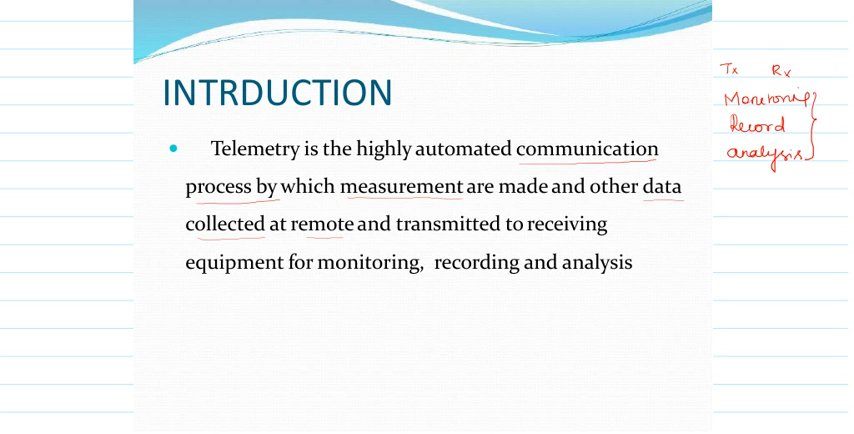 INTRDUCTION
• Telemetry is the highly automated communication
process by which measurement are made and other data
collected at remote and transmitted to receiving
equipment for monitoring, recording and analysis
Tx Rx
Monitoring
Record
analysis